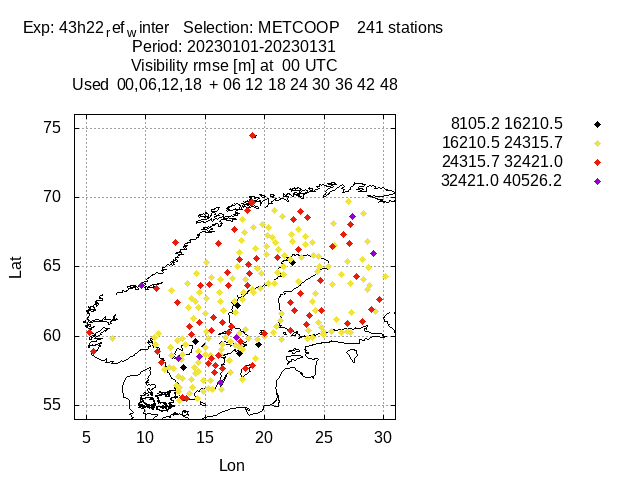 Exp: 43h22refwinter Selection: METCOOP 241 stations
Period: 20230101-20230131
Visibility rmse [m] at 00 UTC
Used 00,06,12,18 + 06 12 18 24 30 36 42 48
8105.2 16210.5
16210.5 24315.7
24315.7 32421.0
32421.0 40526.2
75
70
65
60
55
Lat
5 10 15 20 25 30
Lon